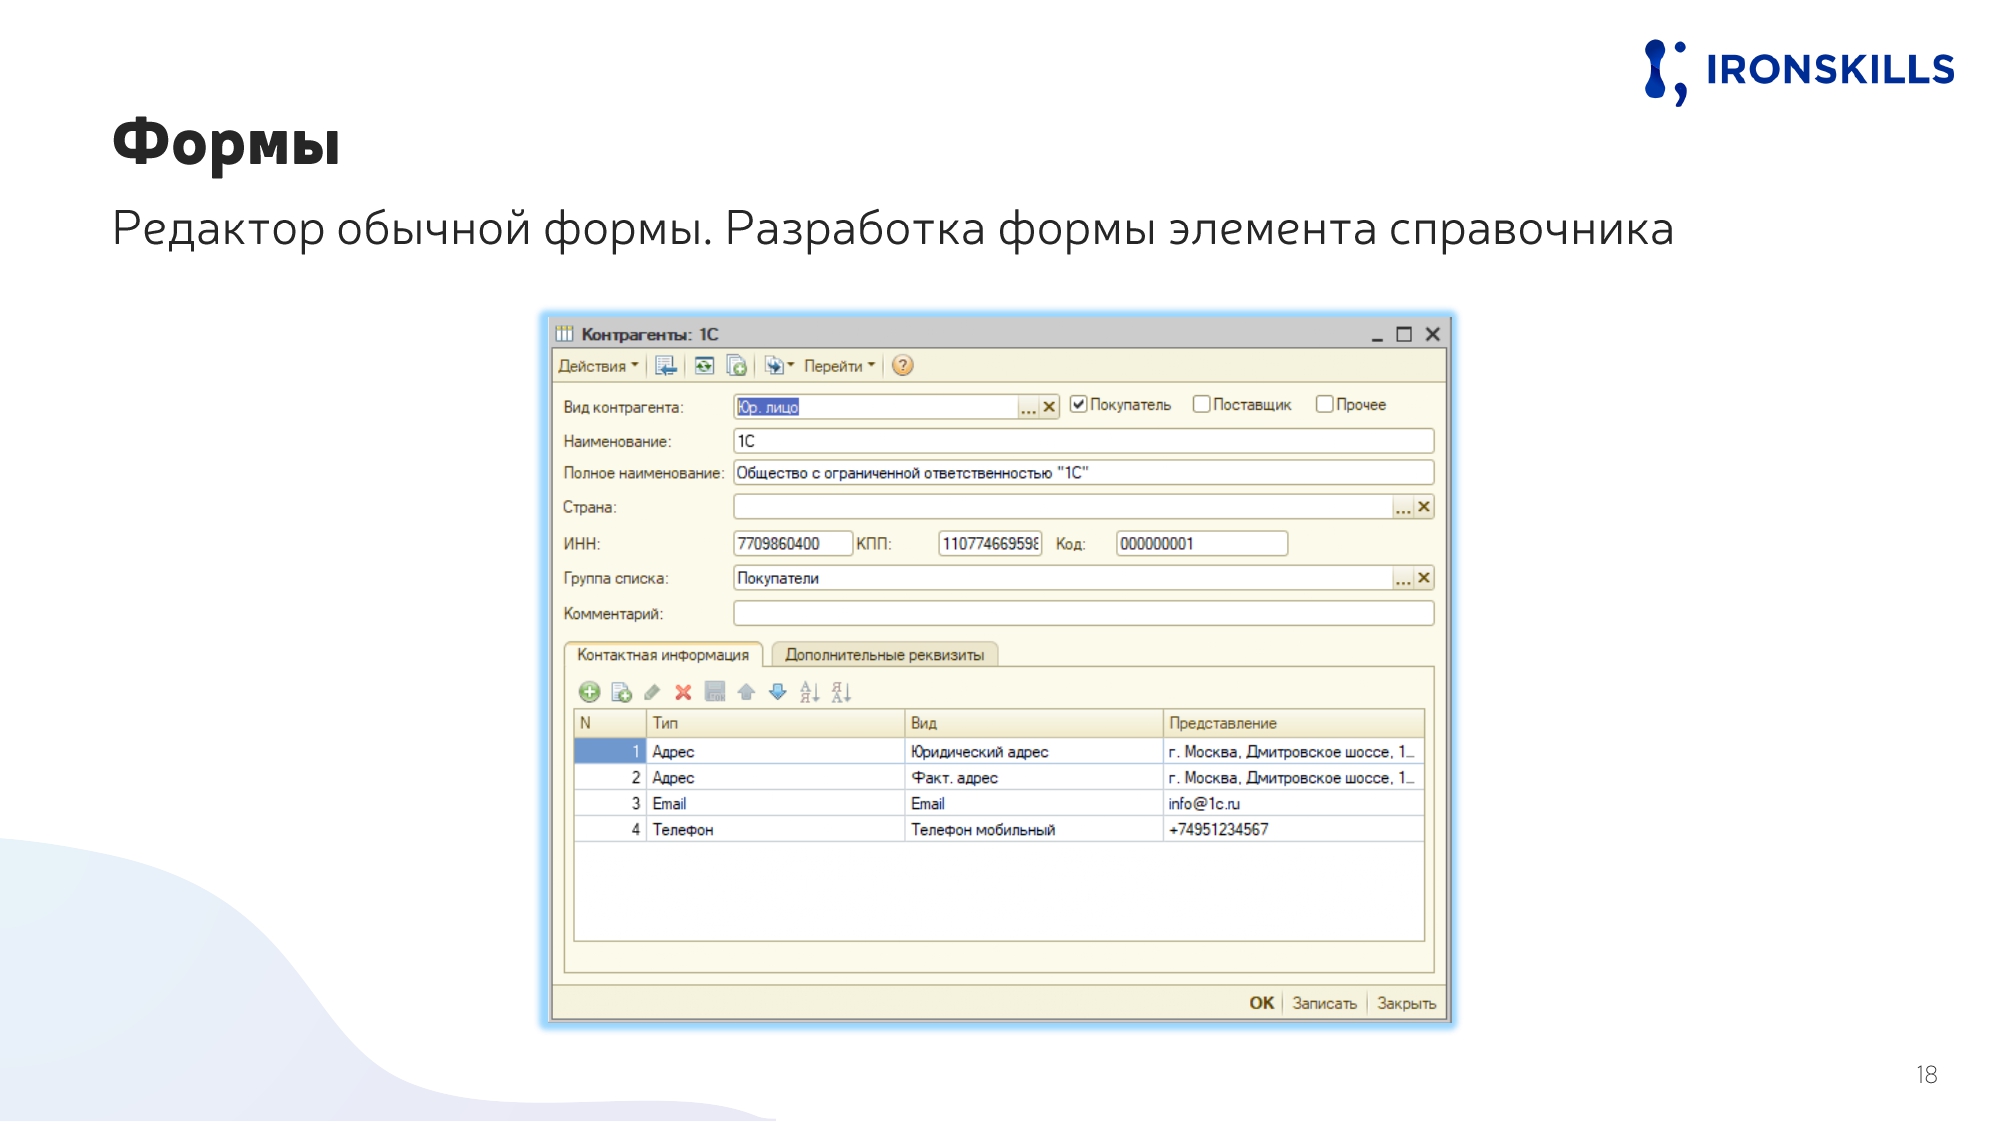 IRONSKILLS
Формы
Редактор обычной формы. Разработка формы элемента справочника
Контрагенты: 1С
Действия Перейти ?
Вид контрагента: Юр. лицо ... Покупатель Поставщик Прочее
Наименование: 1С
Полное наименование: Общество с ограниченной ответственностью "1С"
Страна: ...
ИНН: 7709860400 КПП: 110774669598 Код: 000000001
Группа списка: Покупатели ...
Комментарий:
Контактная информация Дополнительные реквизиты
N Тип Вид Представление
1 Адрес Юридический адрес г. Москва, Дмитровское шоссе, 1...
2 Адрес Факт. адрес г. Москва, Дмитровское шоссе, 1...
3 Email Email info@1c.ru
4 Телефон Телефон мобильный +74951234567
ОК Записать Закрыть
18